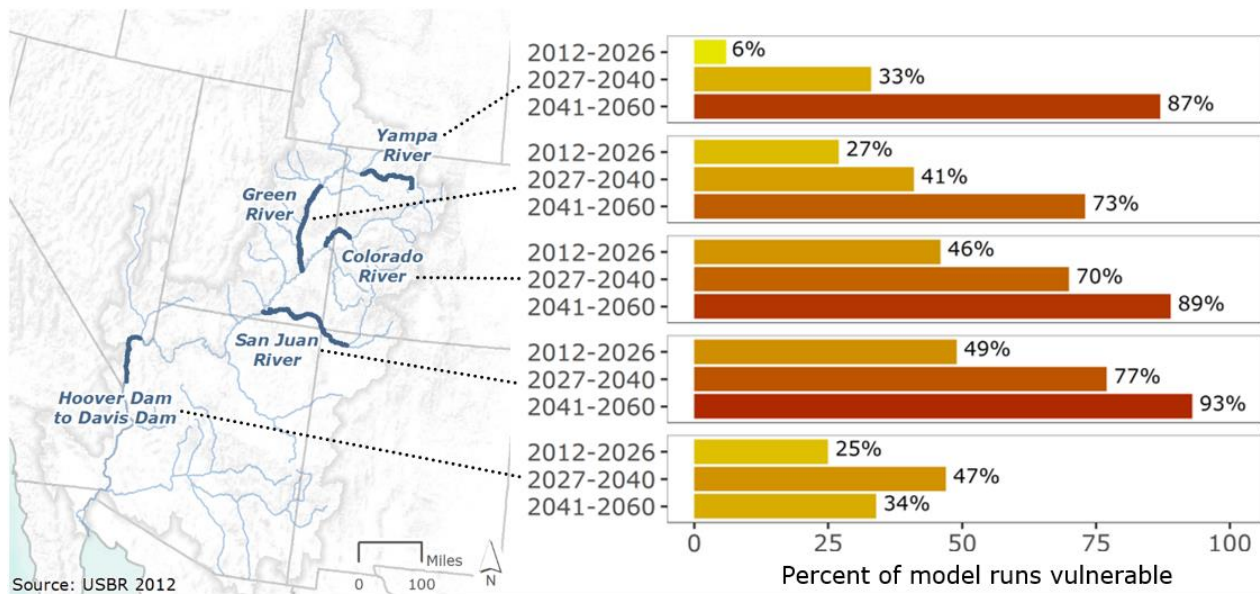 Yampa
River
Green
River
Colorado
River
San Juan
River
Hoover Dam
to Davis Dam
Miles
0 100
N
Source: USBR 2012
2012-2026 6%
2027-2040 33%
2041-2060 87%
2012-2026 27%
2027-2040 41%
2041-2060 73%
2012-2026 46%
2027-2040 70%
2041-2060 89%
2012-2026 49%
2027-2040 77%
2041-2060 93%
2012-2026 25%
2027-2040 47%
2041-2060 34%
0 25 50 75 100
Percent of model runs vulnerable